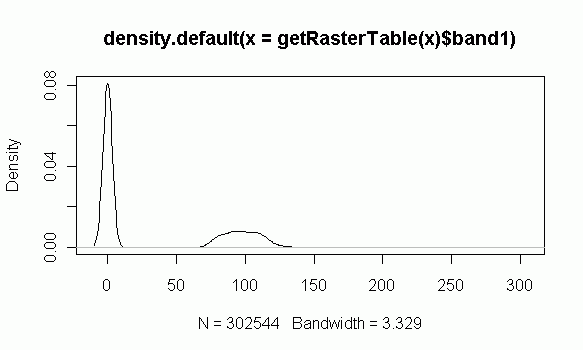 density.default(x = getRasterTable(x)$band1)
Density
0.08
0.04
0.00
0 50 100 150 200 250 300
N = 302544 Bandwidth = 3.329